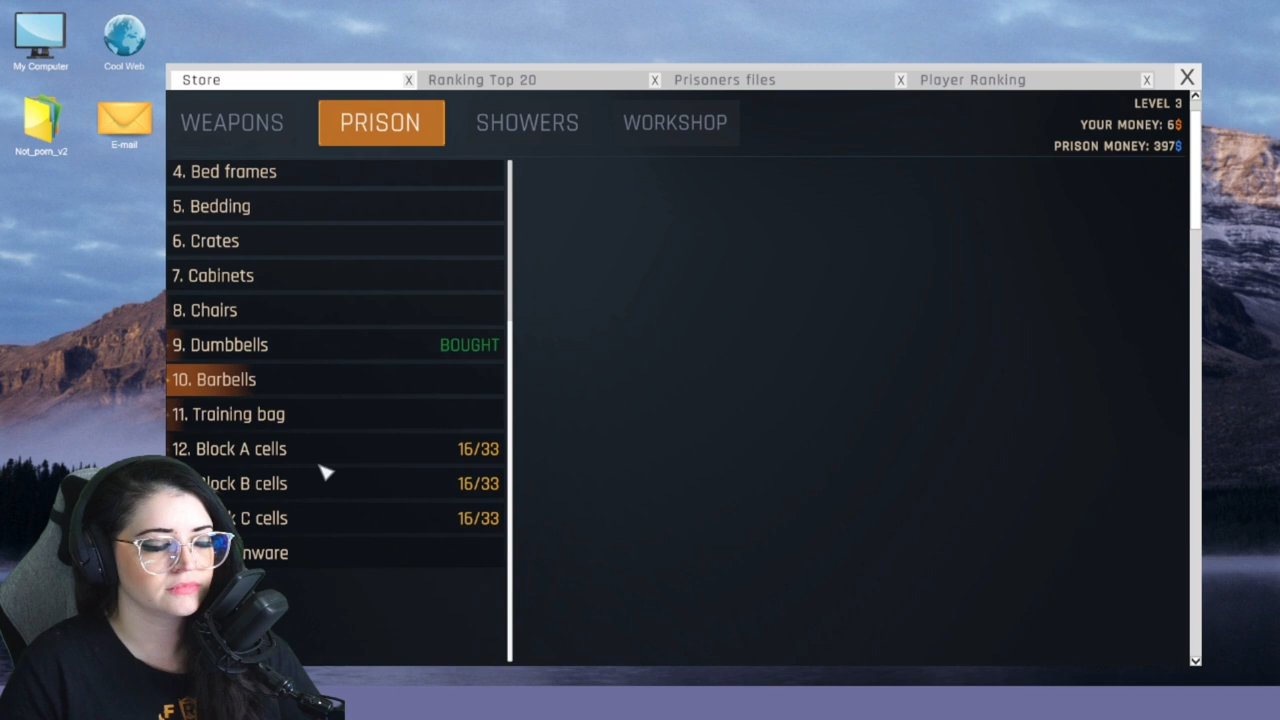 My Computer
Cool Web
Not_porn_v2
E-mail
Store X
Ranking Top 20 X
Prisoners files X
Player Ranking X
X
WEAPONS
PRISON
SHOWERS
WORKSHOP
LEVEL 3
YOUR MONEY: 6$
PRISON MONEY: 397$
4. Bed frames
5. Bedding
6. Crates
7. Cabinets
8. Chairs
9. Dumbbells BOUGHT
10. Barbells
11. Training bag
12. Block A cells 16/33
lock B cells 16/33
k C cells 16/33
nware
F